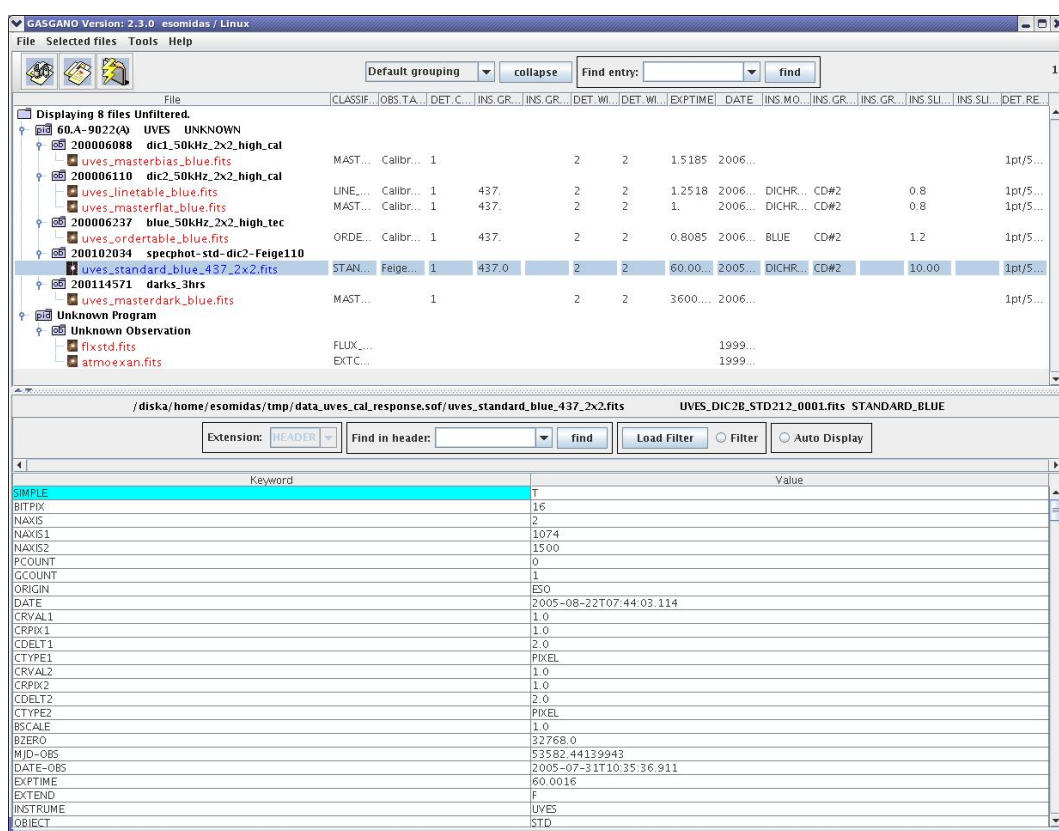 GASGANO Version: 2.3.0 esomidas / Linux
File Selected files Tools Help
Default grouping collapse Find entry: find 1
File CLASSIF... OBS.TA... DET.C... INS.GR... INS.GR... DET.WI... DET.WI... EXPTIME DATE INS.MO... INS.GR... INS.GR... INS.SLI... INS.SLI... DET.RE...
Displaying 8 files Unfiltered.
pid 60.A-9022(A) UVES UNKNOWN
ob 200006088 dic1_50kHz_2x2_high_cal
uves_masterbias_blue.fits MAST... Calibr... 1 2 2 1.5185 2006... 1pt/5...
ob 200006110 dic2_50kHz_2x2_high_cal
uves_linetable_blue.fits LINE_... Calibr... 1 437. 2 2 1.2518 2006... DICHR... CD#2 0.8 1pt/5...
uves_masterflat_blue.fits MAST... Calibr... 1 437. 2 2 1. 2006... DICHR... CD#2 0.8 1pt/5...
ob 200006237 blue_50kHz_2x2_high_tec
uves_ordertable_blue.fits ORDE... Calibr... 1 437. 2 2 0.8085 2006... BLUE CD#2 1.2 1pt/5...
ob 200102034 specphot-std-dic2-Feige110
uves_standard_blue_437_2x2.fits STAN... Feige... 1 437.0 2 2 60.00... 2005... DICHR... CD#2 10.00 1pt/5...
ob 200114571 darks_3hrs
uves_masterdark_blue.fits MAST... 1 2 2 3600.... 2006... 1pt/5...
pid Unknown Program
ob Unknown Observation
flxstd.fits FLUX_... 1999...
atmoexan.fits EXTC... 1999...
/diska/home/esomidas/tmp/data_uves_cal_response.sof/uves_standard_blue_437_2x2.fits UVES_DIC2B_STD212_0001.fits STANDARD_BLUE
Extension: HEADER Find in header: find Load Filter Filter Auto Display
Keyword Value
SIMPLE T
BITPIX 16
NAXIS 2
NAXIS1 1074
NAXIS2 1500
PCOUNT 0
GCOUNT 1
ORIGIN ESO
DATE 2005-08-22T07:44:03.114
CRVAL1 1.0
CRPIX1 1.0
CDELT1 2.0
CTYPE1 PIXEL
CRVAL2 1.0
CRPIX2 1.0
CDELT2 2.0
CTYPE2 PIXEL
BSCALE 1.0
BZERO 32768.0
MJD-OBS 53582.44139943
DATE-OBS 2005-07-31T10:35:36.911
EXPTIME 60.0016
EXTEND F
INSTRUME UVES
OBJECT STD